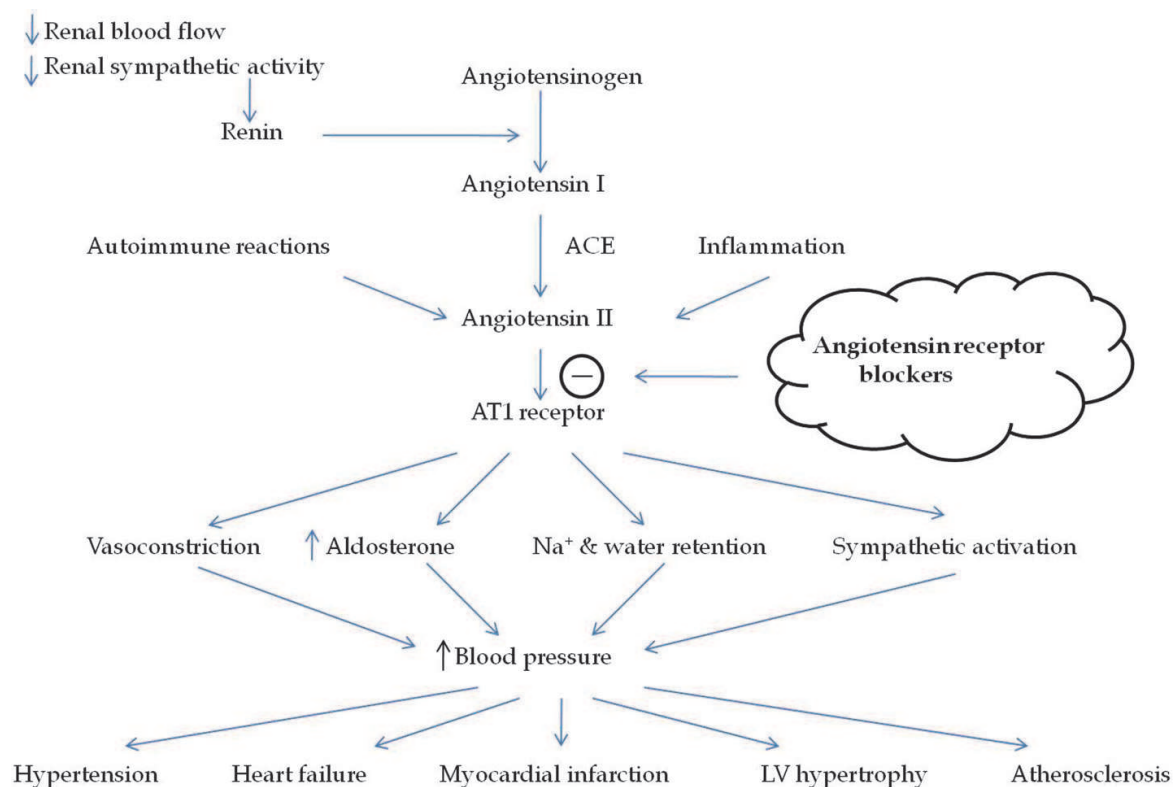 ↓ Renal blood flow
↓ Renal sympathetic activity
Angiotensinogen
Renin
Angiotensin I
Autoimmune reactions
ACE
Inflammation
Angiotensin II
Angiotensin receptor
blockers
−
AT1 receptor
Vasoconstriction
↑ Aldosterone
Na⁺ & water retention
Sympathetic activation
↑ Blood pressure
Hypertension
Heart failure
Myocardial infarction
LV hypertrophy
Atherosclerosis